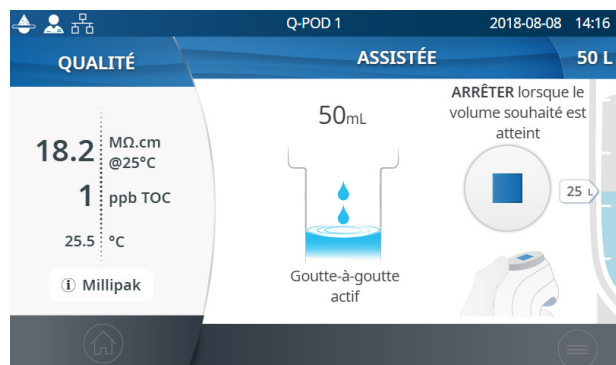 Q-POD 1
2018-08-08 14:16
QUALITÉ
ASSISTÉE
50 L
18.2 MΩ.cm
@25°C
1 ppb TOC
25.5 °C
Millipak
50mL
Goutte-à-goutte
actif
ARRÊTER lorsque le
volume souhaité est
atteint
25 L